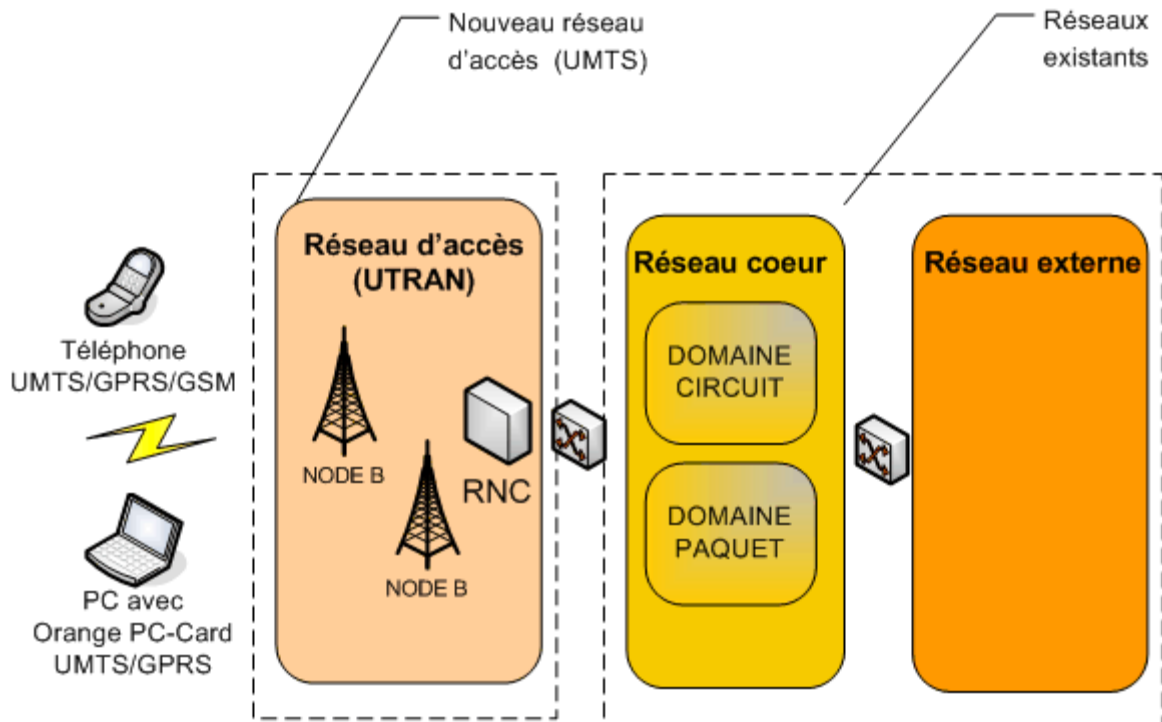 Nouveau réseau
d'accès (UMTS)
Réseaux
existants
Réseau d'accès
(UTRAN)
Réseau coeur
Réseau externe
Téléphone
UMTS/GPRS/GSM
DOMAINE
CIRCUIT
NODE B
RNC
DOMAINE
PAQUET
NODE B
PC avec
Orange PC-Card
UMTS/GPRS